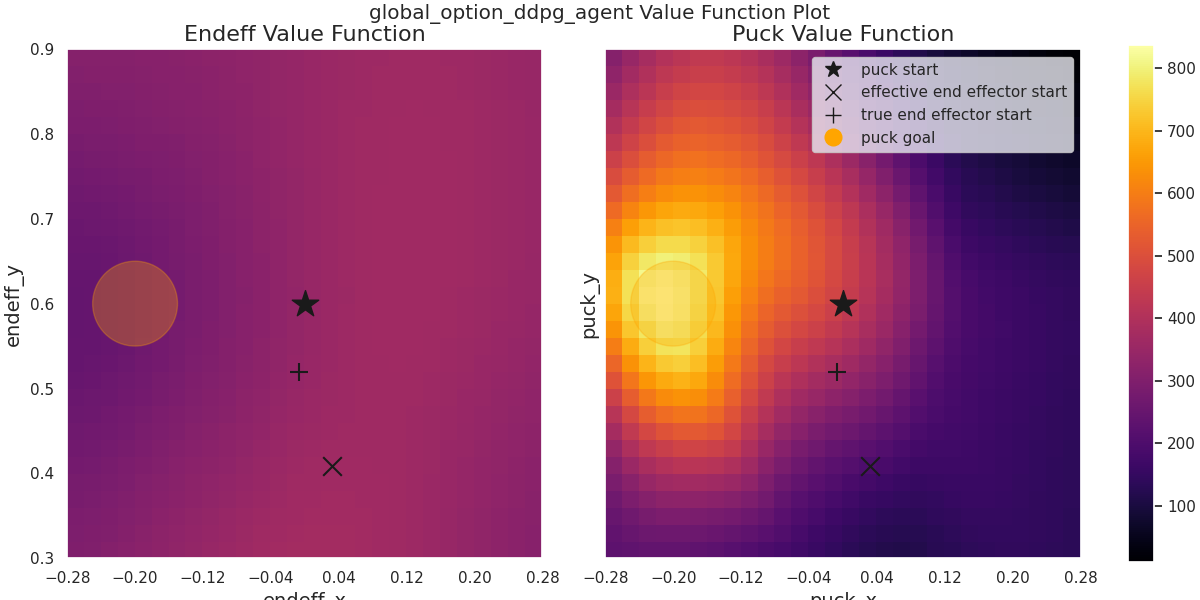 global_option_ddpg_agent Value Function Plot
Endeff Value Function
Puck Value Function
0.9
0.8
0.7
0.6
0.5
0.4
0.3
endeff_y
−0.28 −0.20 −0.12 −0.04 0.04 0.12 0.20 0.28
endeff_x
puck_y
puck start
effective end effector start
true end effector start
puck goal
−0.28 −0.20 −0.12 −0.04 0.04 0.12 0.20 0.28
puck_x
800
700
600
500
400
300
200
100